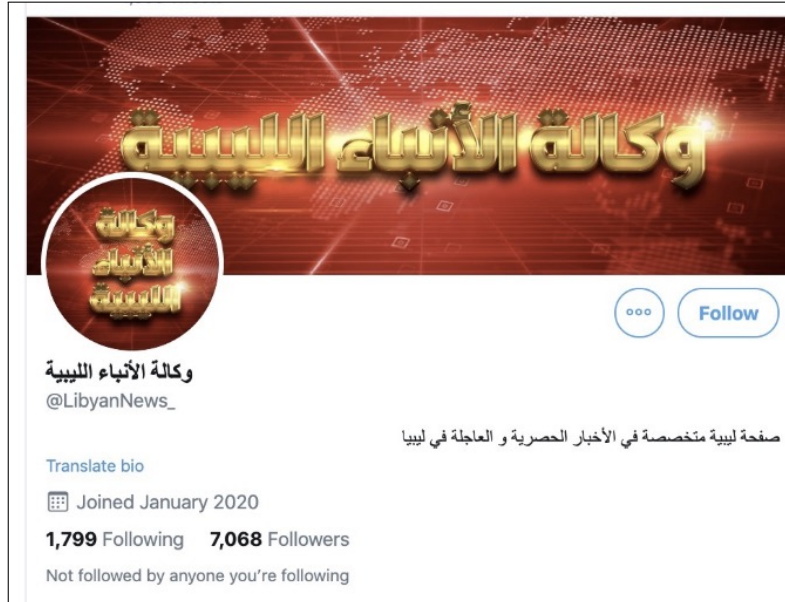 وكالة الأنباء الليبية
وكالة
الأنباء
الليبية
Follow
وكالة الأنباء الليبية
@LibyanNews_
صفحة ليبية متخصصة في الأخبار الحصرية و العاجلة في ليبيا
Translate bio
Joined January 2020
1,799 Following 7,068 Followers
Not followed by anyone you're following